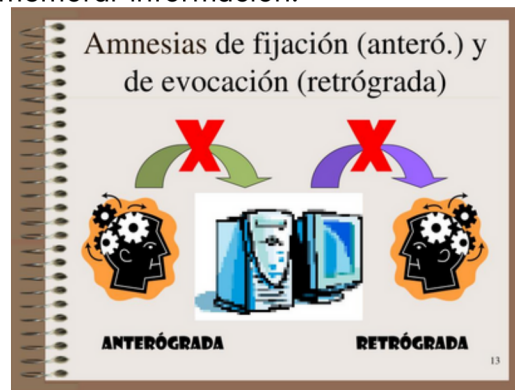 Amnesias de fijación (anteró.) y
de evocación (retrógrada)
X X
ANTERÓGRADA RETRÓGRADA
13